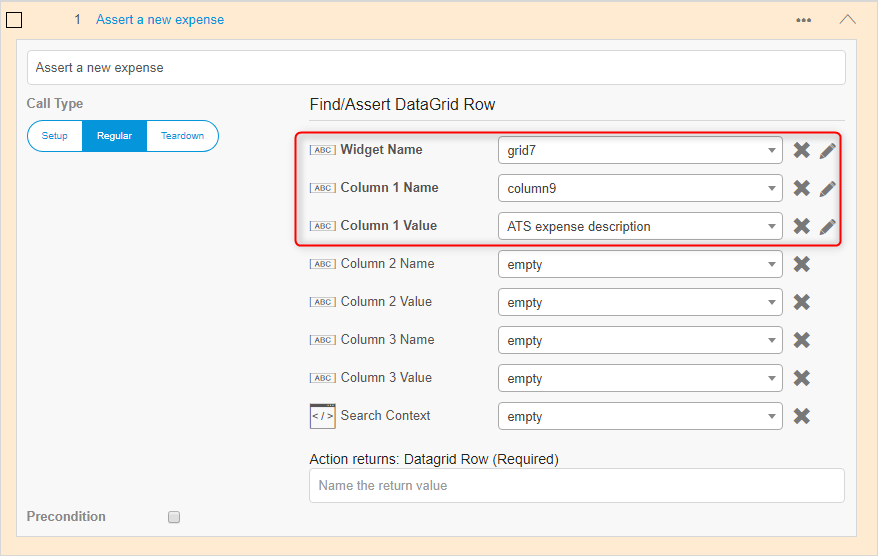 1 Assert a new expense •••
Assert a new expense
Call Type
Setup Regular Teardown
Find/Assert DataGrid Row
ABC Widget Name grid7
ABC Column 1 Name column9
ABC Column 1 Value ATS expense description
ABC Column 2 Name empty
ABC Column 2 Value empty
ABC Column 3 Name empty
ABC Column 3 Value empty
</> Search Context empty
Action returns: Datagrid Row (Required)
Name the return value
Precondition